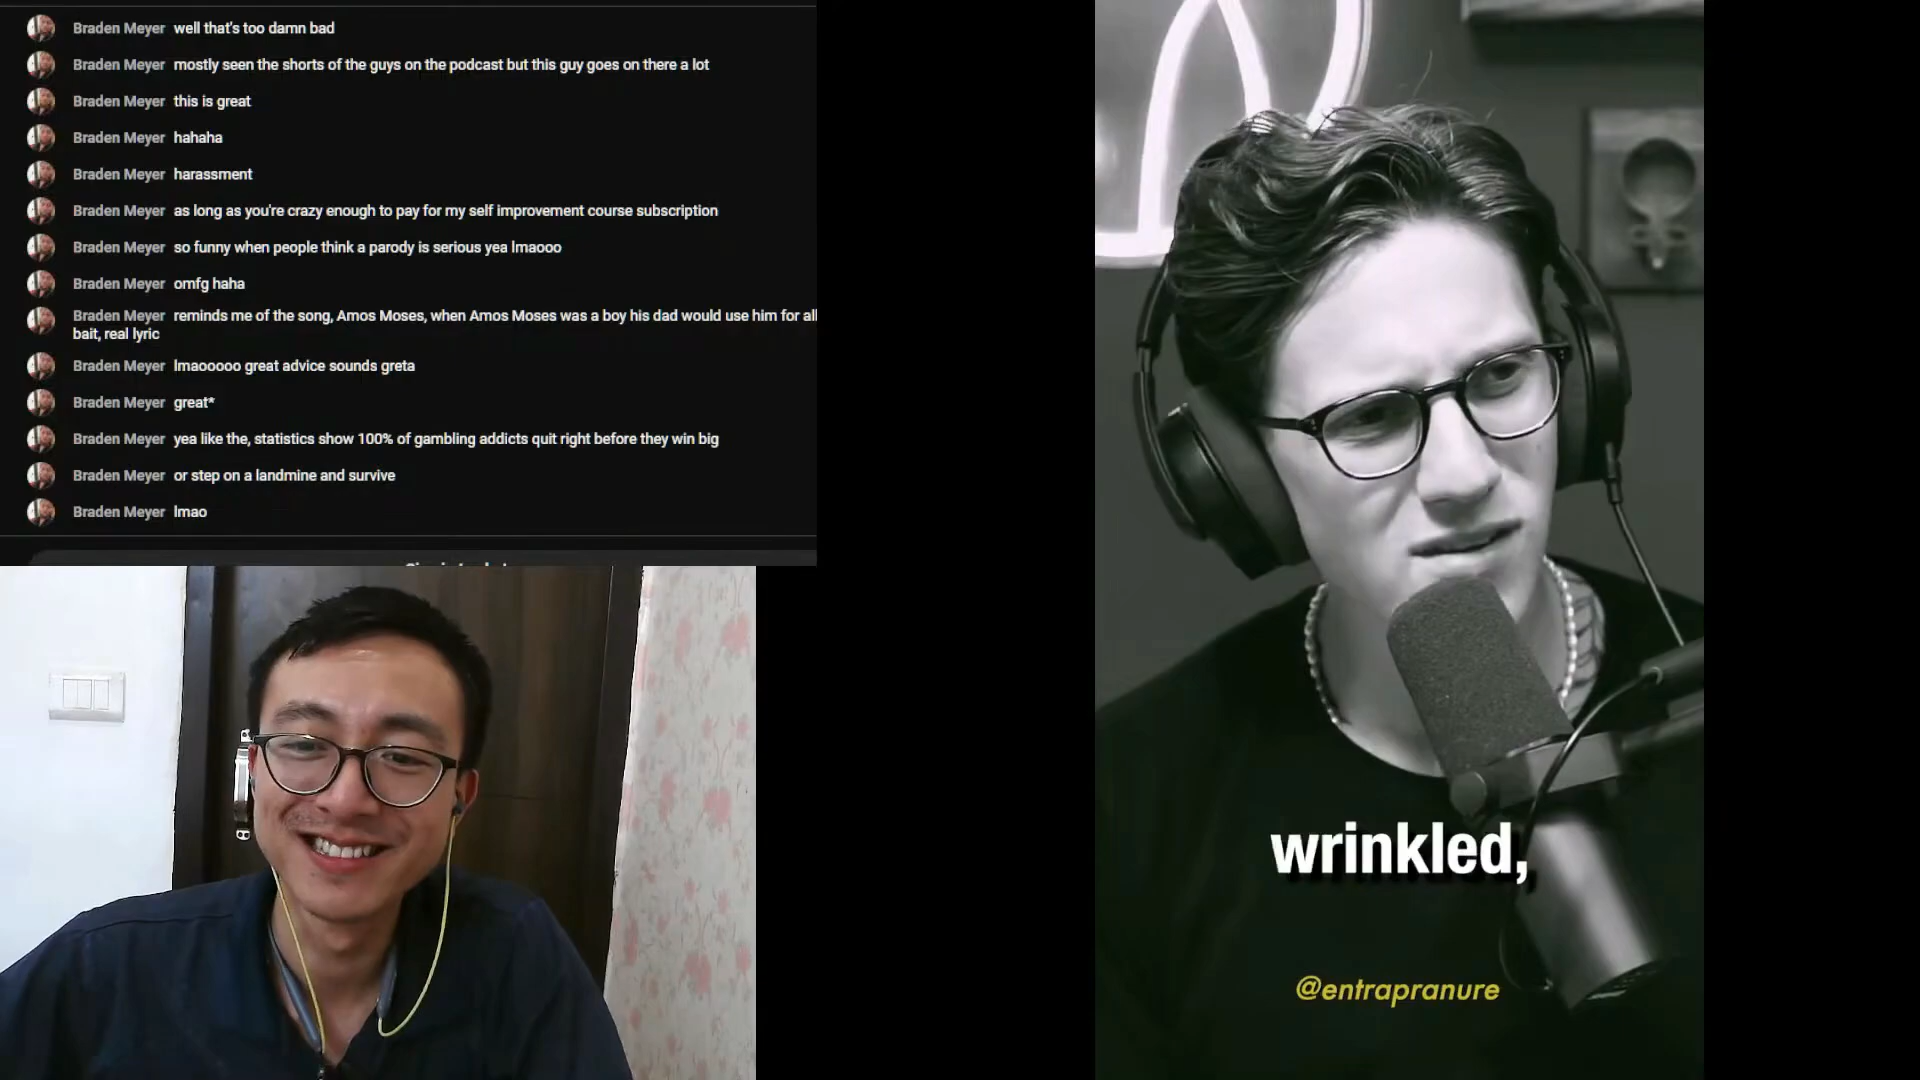 Braden Meyer well that's too damn bad
Braden Meyer mostly seen the shorts of the guys on the podcast but this guy goes on there a lot
Braden Meyer this is great
Braden Meyer hahaha
Braden Meyer harassment
Braden Meyer as long as you're crazy enough to pay for my self improvement course subscription
Braden Meyer so funny when people think a parody is serious yea lmaooo
Braden Meyer omfg haha
Braden Meyer reminds me of the song, Amos Moses, when Amos Moses was a boy his dad would use him for
bait, real lyric
Braden Meyer lmaooooo great advice sounds greta
Braden Meyer great*
Braden Meyer yea like the, statistics show 100% of gambling addicts quit right before they win big
Braden Meyer or step on a landmine and survive
Braden Meyer lmao
wrinkled,
@entrapranure